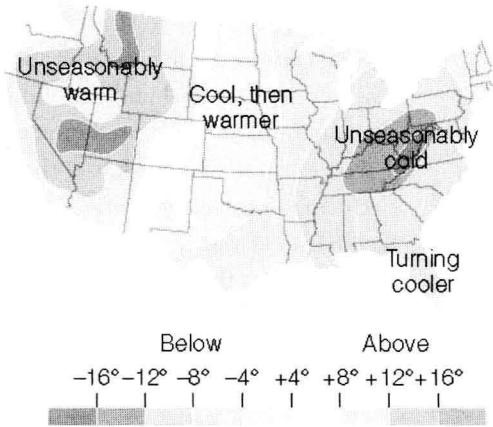 Unseasonably
warm
Cool, then
warmer
Unseasonably
cold
Turning
cooler
Below Above
−16° −12° −8° −4° +4° +8° +12° +16°